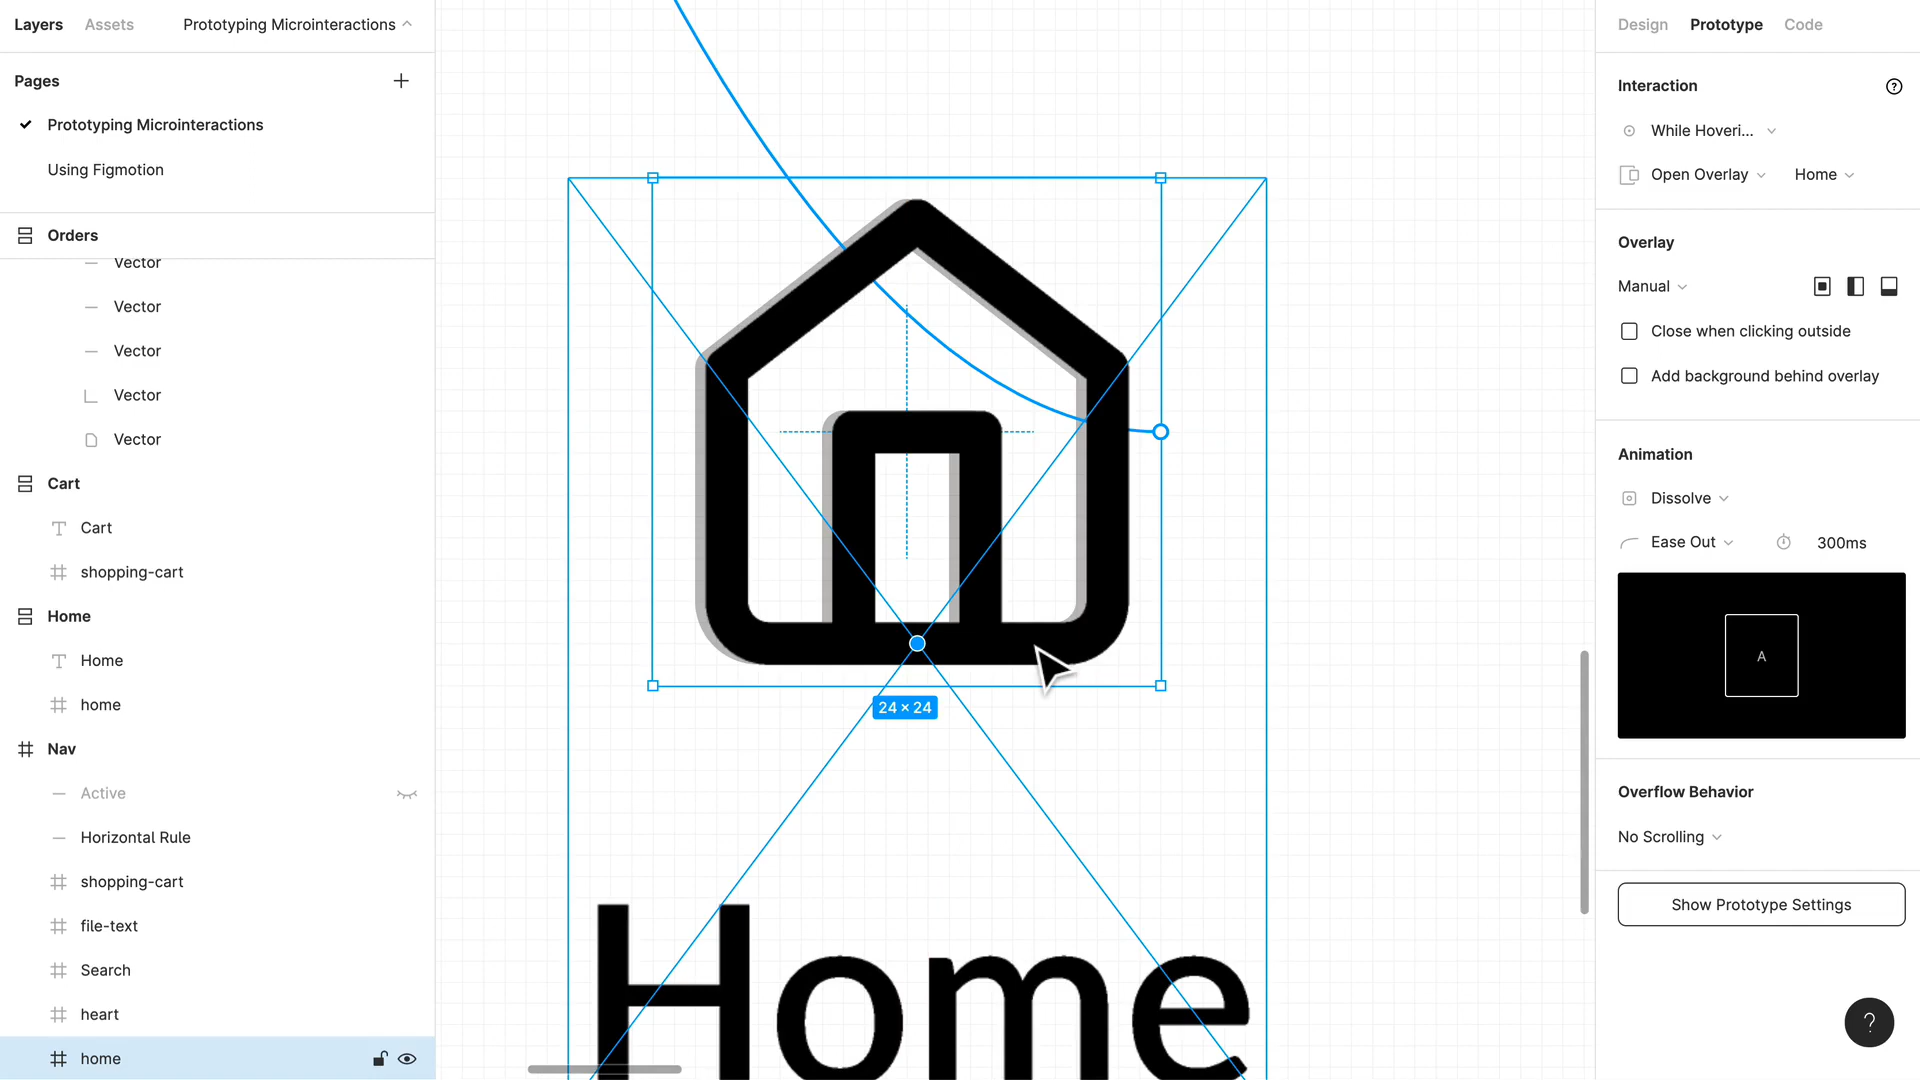 Layers
Assets
Prototyping Microinteractions
Pages
Prototyping Microinteractions
Using Figmotion
Orders
Vector
Vector
Vector
Vector
Vector
Cart
Cart
shopping-cart
Home
Home
home
Nav
Active
Horizontal Rule
shopping-cart
file-text
Search
heart
home
24 × 24
Home
Design
Prototype
Code
Interaction
?
While Hoveri...
Open Overlay
Home
Overlay
Manual
Close when clicking outside
Add background behind overlay
Animation
Dissolve
Ease Out
300ms
A
Overflow Behavior
No Scrolling
Show Prototype Settings
?